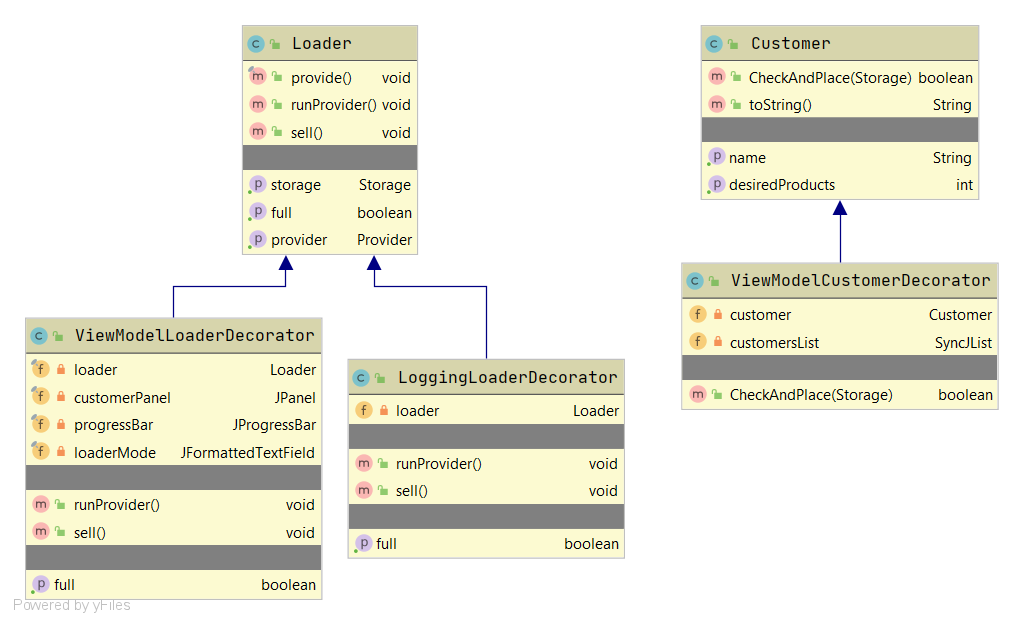 Loader
provide() void
runProvider() void
sell() void
storage Storage
full boolean
provider Provider
Customer
CheckAndPlace(Storage) boolean
toString() String
name String
desiredProducts int
ViewModelLoaderDecorator
loader Loader
customerPanel JPanel
progressBar JProgressBar
loaderMode JFormattedTextField
runProvider() void
sell() void
full boolean
LoggingLoaderDecorator
loader Loader
runProvider() void
sell() void
full boolean
ViewModelCustomerDecorator
customer Customer
customersList SyncJList
CheckAndPlace(Storage) boolean
Powered by yFiles